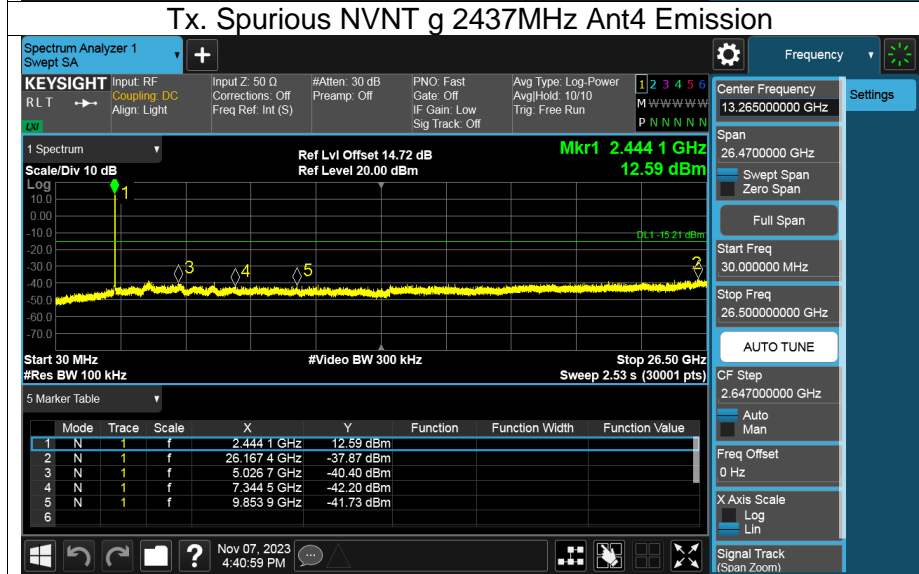 Tx. Spurious NVNT g 2437MHz Ant4 Emission
Spectrum Analyzer 1
Swept SA
+
Frequency
KEYSIGHT
RLT
LXI
Input: RF
Coupling: DC
Align: Light
Input Z: 50 Ω
Corrections: Off
Freq Ref: Int (S)
#Atten: 30 dB
Preamp: Off
PNO: Fast
Gate: Off
IF Gain: Low
Sig Track: Off
Avg Type: Log-Power
Avg|Hold: 10/10
Trig: Free Run
1 2 3 4 5 6
M W W W W W
P N N N N N
1 Spectrum
Scale/Div 10 dB
Ref Lvl Offset 14.72 dB
Ref Level 20.00 dBm
Mkr1 2.444 1 GHz
12.59 dBm
Log
10.0
0.00
-10.0
-20.0
-30.0
-40.0
-50.0
-60.0
-70.0
1
3
4
5
2
DL1 -15.21 dBm
Start 30 MHz
#Video BW 300 kHz
Stop 26.50 GHz
#Res BW 100 kHz
Sweep 2.53 s (30001 pts)
5 Marker Table
Mode Trace Scale X Y Function Function Width Function Value
1 N 1 f 2.444 1 GHz 12.59 dBm
2 N 1 f 26.167 4 GHz -37.87 dBm
3 N 1 f 5.026 7 GHz -40.40 dBm
4 N 1 f 7.344 5 GHz -42.20 dBm
5 N 1 f 9.853 9 GHz -41.73 dBm
6
Nov 07, 2023
4:40:59 PM
?
Center Frequency
13.265000000 GHz
Settings
Span
26.4700000 GHz
Swept Span
Zero Span
Full Span
Start Freq
30.000000 MHz
Stop Freq
26.500000000 GHz
AUTO TUNE
CF Step
2.647000000 GHz
Auto
Man
Freq Offset
0 Hz
X Axis Scale
Log
Lin
Signal Track
(Span Zoom)